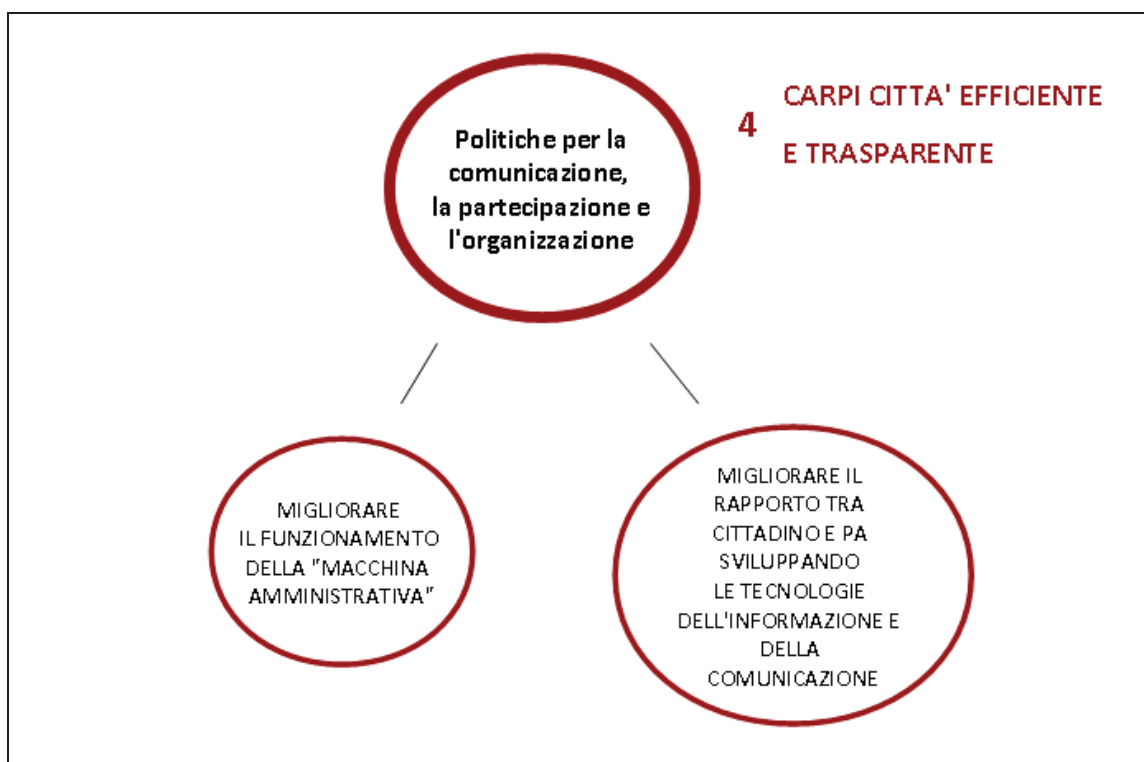 4
CARPI CITTA' EFFICIENTE
E TRASPARENTE
Politiche per la
comunicazione,
la partecipazione e
l'organizzazione
MIGLIORARE
IL FUNZIONAMENTO
DELLA "MACCHINA
AMMINISTRATIVA"
MIGLIORARE IL
RAPPORTO TRA
CITTADINO E PA
SVILUPPANDO
LE TECNOLOGIE
DELL'INFORMAZIONE E
DELLA
COMUNICAZIONE